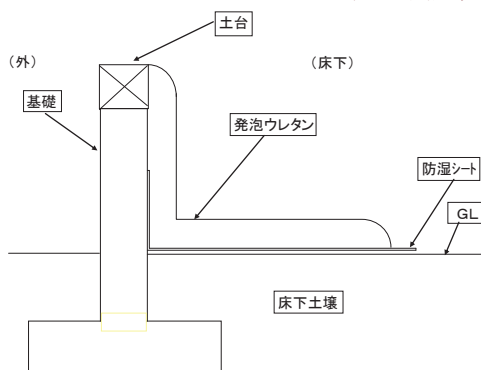 土台
（外）
（床下）
基礎
発泡ウレタン
防湿シート
ＧＬ
床下土壌